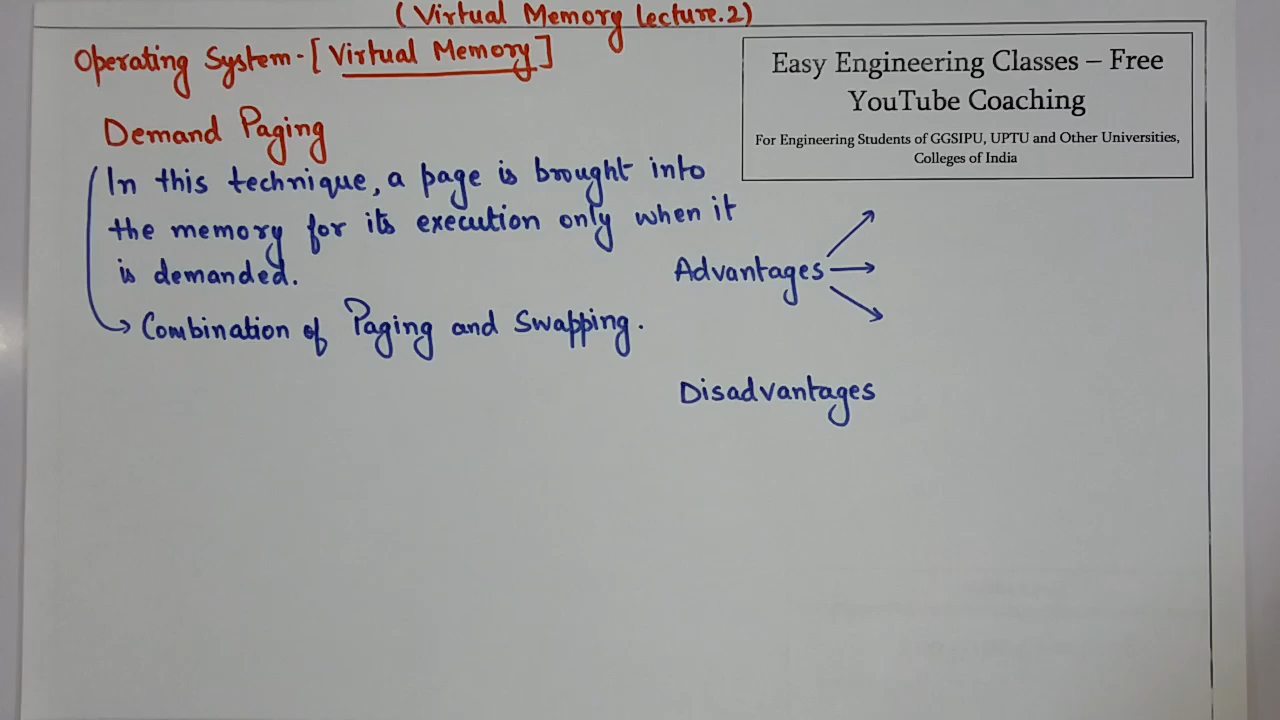 (Virtual Memory Lecture.2)
Operating System-[Virtual Memory]
Easy Engineering Classes – Free
YouTube Coaching
For Engineering Students of GGSIPU, UPTU and Other Universities,
Colleges of India
Demand Paging
In this technique, a page is brought into
the memory for its execution only when it
is demanded.
Combination of Paging and Swapping.
Advantages
Disadvantages